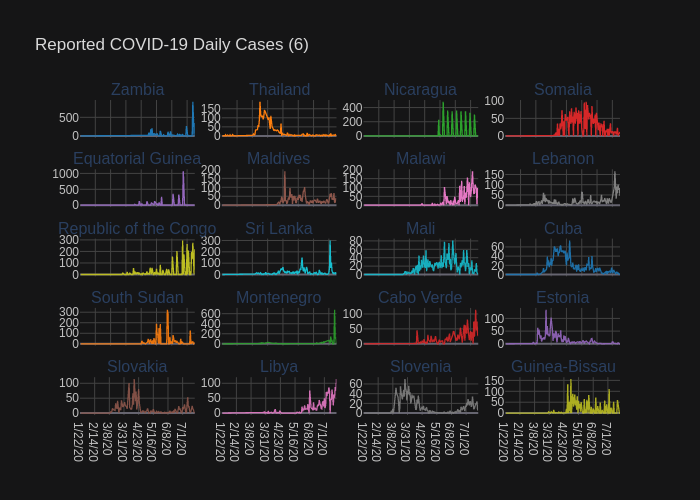 Reported COVID-19 Daily Cases (6)
Zambia Thailand Nicaragua Somalia
500 0 150 100 50 0 400 200 0 100 50 0
Equatorial Guinea Maldives Malawi Lebanon
1000 500 0 200 150 100 50 0 200 150 100 50 0 150 100 50 0
Republic of the Congo Sri Lanka Mali Cuba
300 200 100 0 300 200 100 0 80 60 40 20 0 60 40 20 0
South Sudan Montenegro Cabo Verde Estonia
300 200 100 0 600 400 200 0 100 50 0 100 50 0
Slovakia Libya Slovenia Guinea-Bissau
100 50 0 100 50 0 60 40 20 0 150 100 50 0
1/22/20 2/14/20 3/8/20 3/31/20 4/23/20 5/16/20 6/8/20 7/1/20 1/22/20 2/14/20 3/8/20 3/31/20 4/23/20 5/16/20 6/8/20 7/1/20 1/22/20 2/14/20 3/8/20 3/31/20 4/23/20 5/16/20 6/8/20 7/1/20 1/22/20 2/14/20 3/8/20 3/31/20 4/23/20 5/16/20 6/8/20 7/1/20